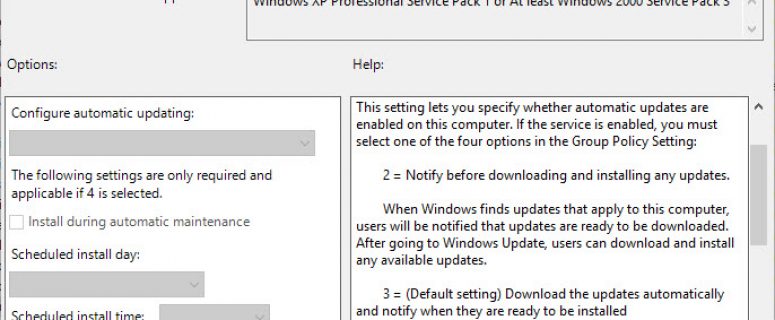 Windows XP Professional Service Pack 1 or At least Windows 2000 Service Pack 3
Options:
Help:
Configure automatic updating:
The following settings are only required and
applicable if 4 is selected.
Install during automatic maintenance
Scheduled install day:
Scheduled install time:
This setting lets you specify whether automatic updates are
enabled on this computer. If the service is enabled, you must
select one of the four options in the Group Policy Setting:
2 = Notify before downloading and installing any updates.
When Windows finds updates that apply to this computer,
users will be notified that updates are ready to be downloaded.
After going to Windows Update, users can download and install
any available updates.
3 = (Default setting) Download the updates automatically
and notify when they are ready to be installed